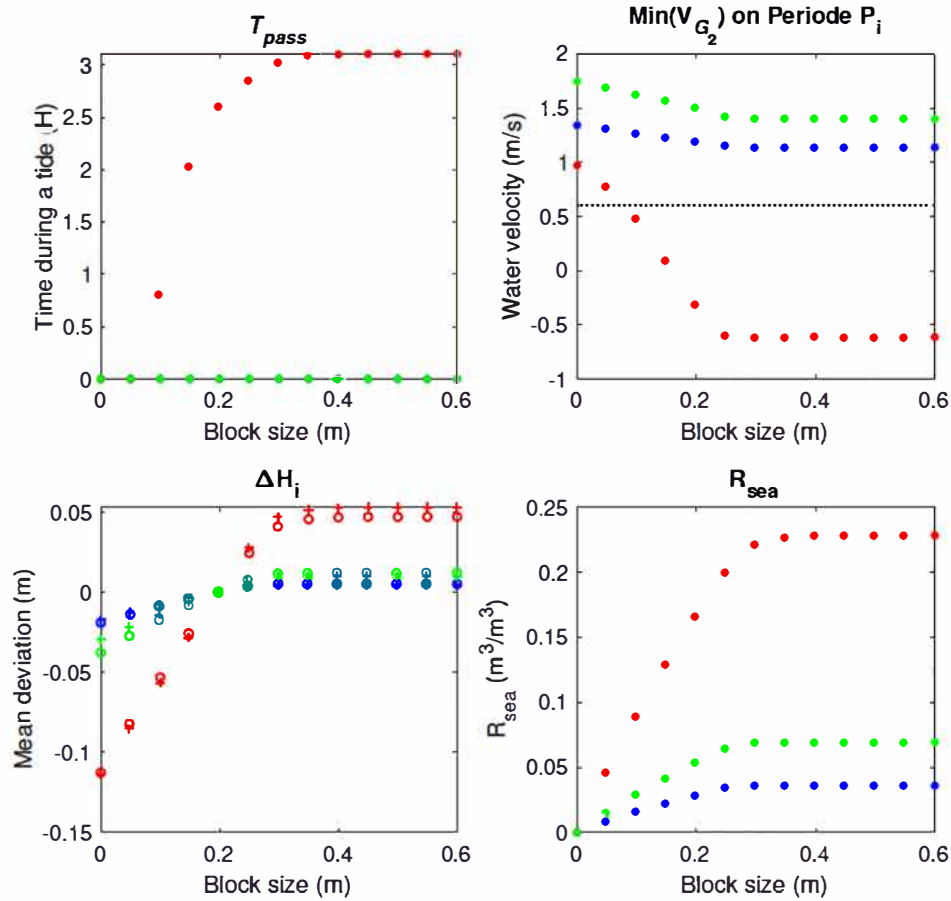 T_pass
Time during a tide (H)
3
2.5
2
1.5
1
0.5
0
0 0.2 0.4 0.6
Block size (m)
Min(V_G_2) on Periode P_i
Water velocity (m/s)
2
1.5
1
0.5
0
-0.5
-1
0 0.2 0.4 0.6
Block size (m)
ΔH_i
Mean deviation (m)
0.05
0
-0.05
-0.1
-0.15
0 0.2 0.4 0.6
Block size (m)
R_sea
R_sea (m³/m³)
0.25
0.2
0.15
0.1
0.05
0
0 0.2 0.4 0.6
Block size (m)